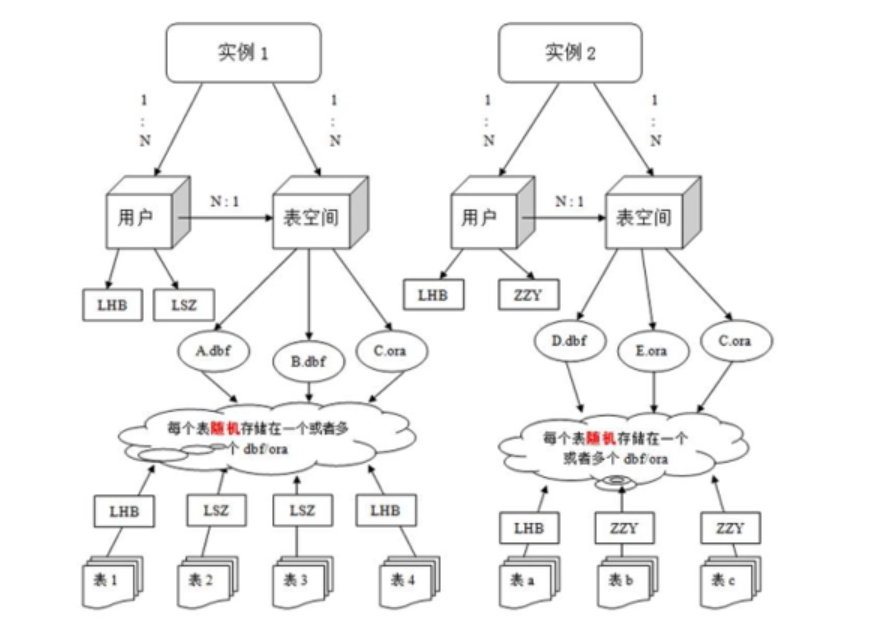 实例 1
实例 2
1
:
N
1
:
N
1
:
N
1
:
N
用户
N : 1
表空间
用户
N : 1
表空间
LHB
LSZ
LHB
ZZY
A.dbf
B.dbf
C.ora
D.dbf
E.ora
C.ora
每个表随机存储在一个或者多
个 dbf/ora
每个表随机存储在一个
或者多个 dbf/ora
LHB
LSZ
LSZ
LHB
LHB
ZZY
ZZY
表 1
表 2
表 3
表 4
表 a
表 b
表 c